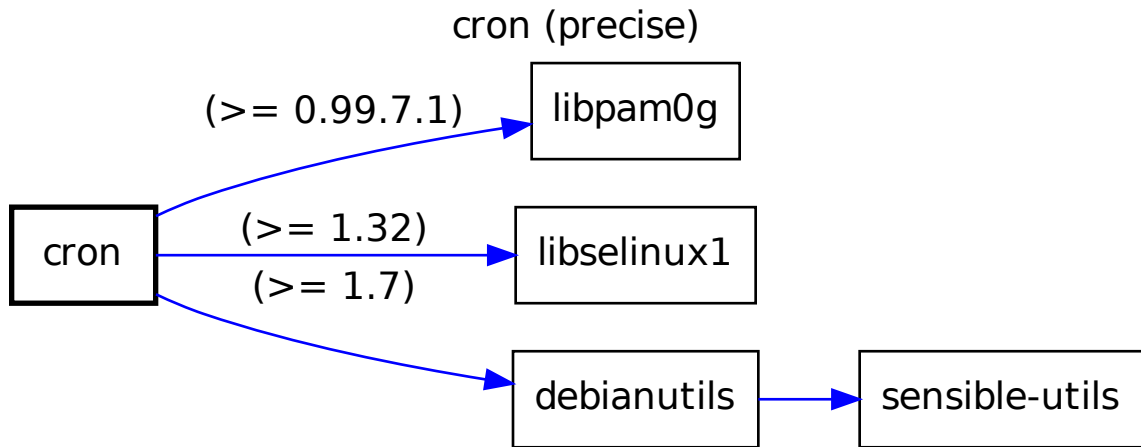 cron (precise)
(>= 0.99.7.1)
libpam0g
cron
(>= 1.32)
libselinux1
(>= 1.7)
debianutils
sensible-utils